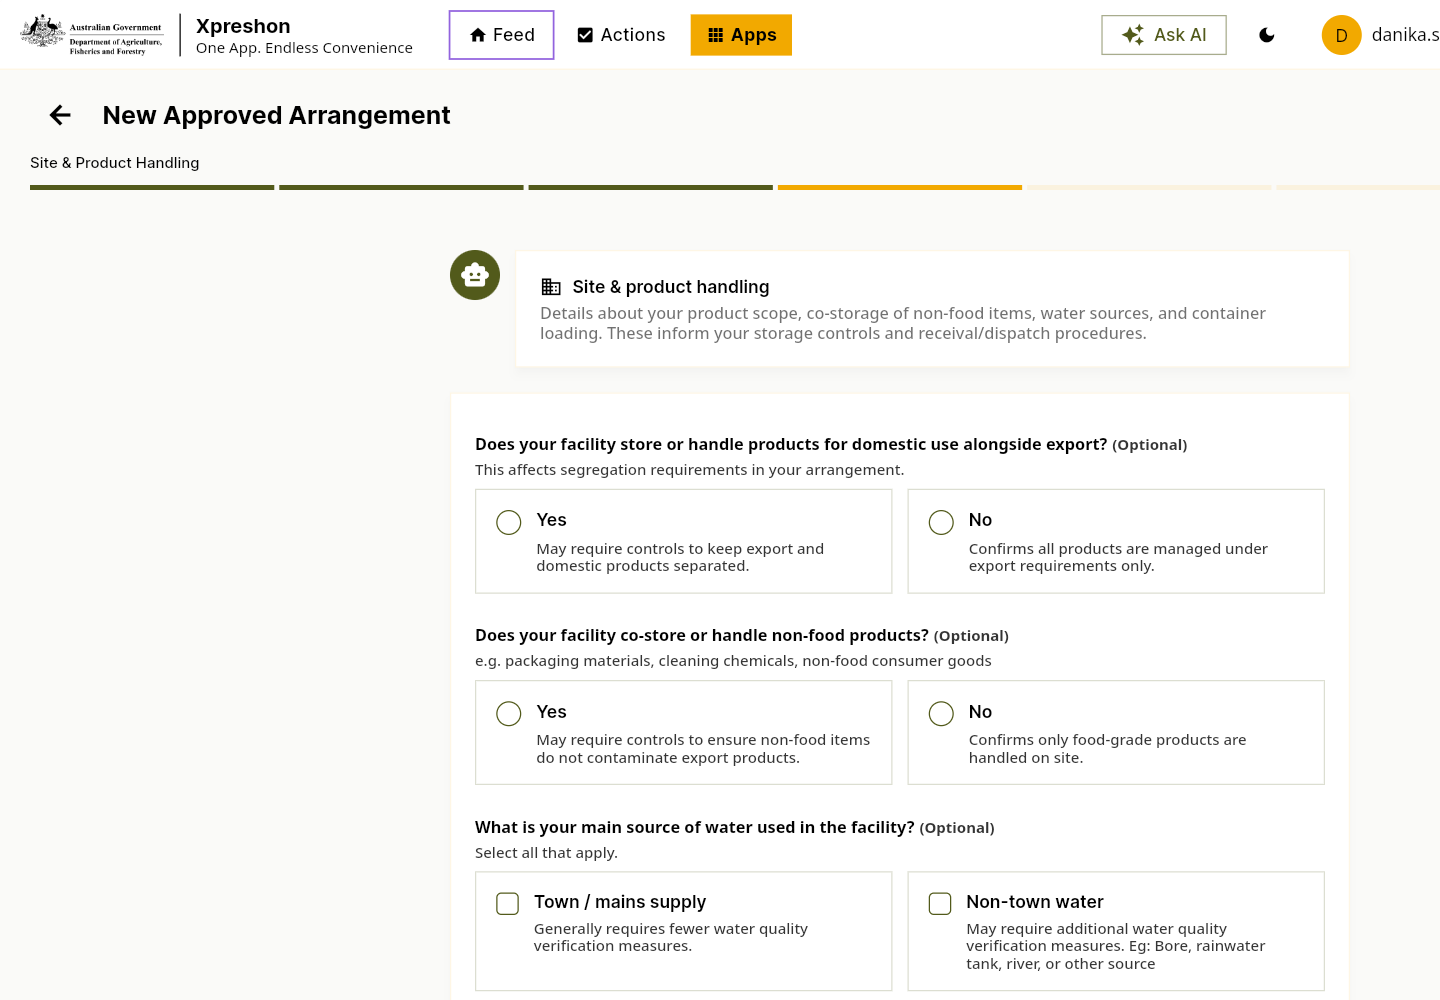 Australian Government
Department of Agriculture,
Fisheries and Forestry
Xpreshon
One App. Endless Convenience
Feed
Actions
Apps
Ask AI
D
danika.s
New Approved Arrangement
Site & Product Handling
Site & product handling
Details about your product scope, co-storage of non-food items, water sources, and container
loading. These inform your storage controls and receival/dispatch procedures.
Does your facility store or handle products for domestic use alongside export? (Optional)
This affects segregation requirements in your arrangement.
Yes
May require controls to keep export and
domestic products separated.
No
Confirms all products are managed under
export requirements only.
Does your facility co-store or handle non-food products? (Optional)
e.g. packaging materials, cleaning chemicals, non-food consumer goods
Yes
May require controls to ensure non-food items
do not contaminate export products.
No
Confirms only food-grade products are
handled on site.
What is your main source of water used in the facility? (Optional)
Select all that apply.
Town / mains supply
Generally requires fewer water quality
verification measures.
Non-town water
May require additional water quality
verification measures. Eg: Bore, rainwater
tank, river, or other source